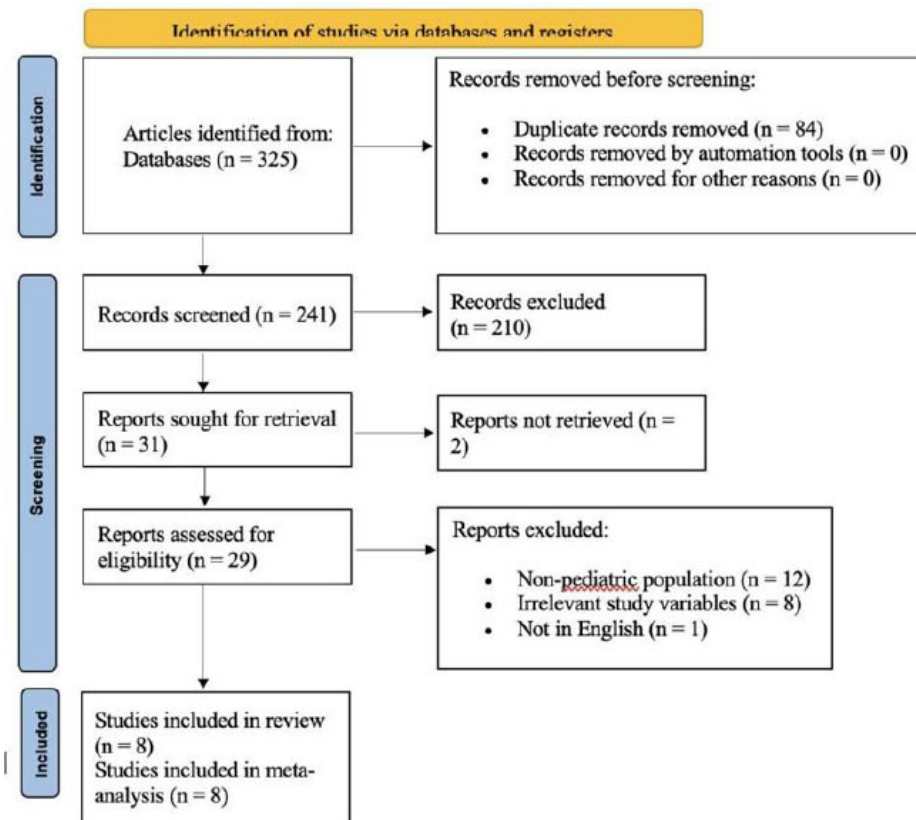 Identification of studies via databases and registers
Identification
Articles identified from:
Databases (n = 325)
Records removed before screening:
• Duplicate records removed (n = 84)
• Records removed by automation tools (n = 0)
• Records removed for other reasons (n = 0)
Screening
Records screened (n = 241)
Records excluded
(n = 210)
Reports sought for retrieval
(n = 31)
Reports not retrieved (n =
2)
Reports assessed for
eligibility (n = 29)
Reports excluded:
• Non-pediatric population (n = 12)
• Irrelevant study variables (n = 8)
• Not in English (n = 1)
Included
Studies included in review
(n = 8)
Studies included in meta-
analysis (n = 8)